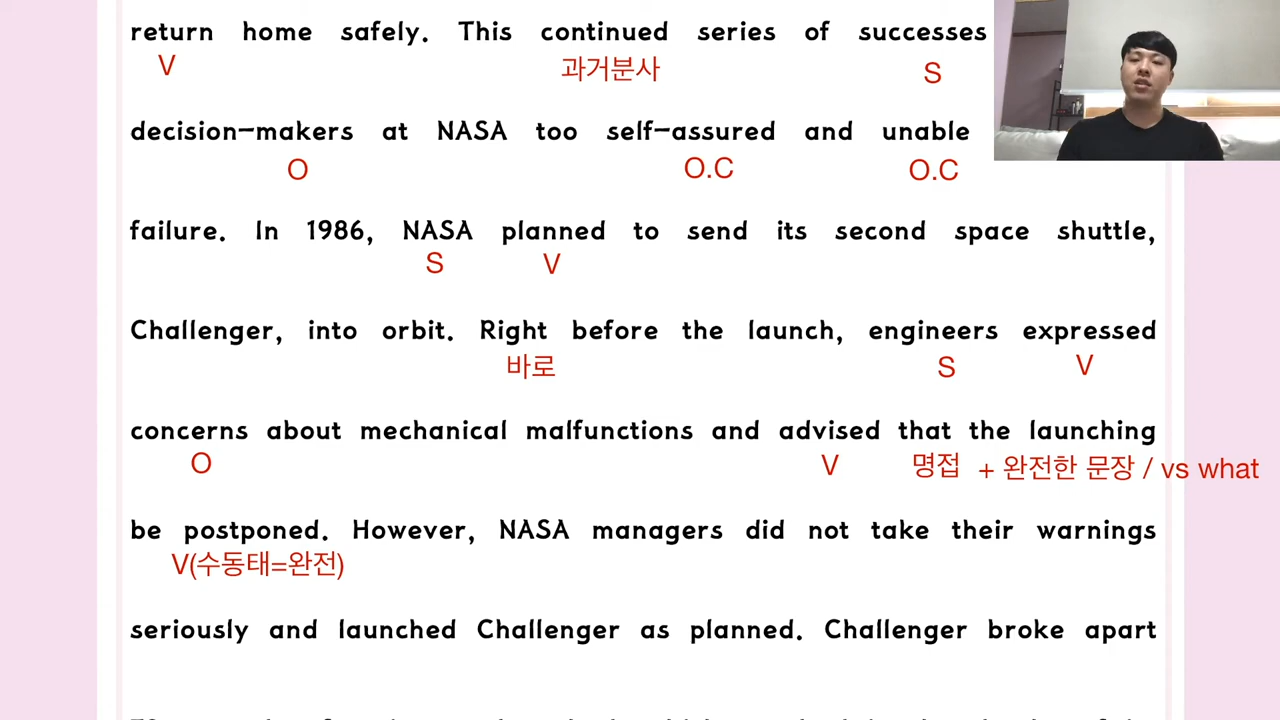 return home safely. This continued series of successes
V 과거분사 S
decision-makers at NASA too self-assured and unable
O O.C O.C
failure. In 1986, NASA planned to send its second space shuttle,
S V
Challenger, into orbit. Right before the launch, engineers expressed
바로 S V
concerns about mechanical malfunctions and advised that the launching
O V 명접 + 완전한 문장 / vs what
be postponed. However, NASA managers did not take their warnings
V(수동태=완전)
seriously and launched Challenger as planned. Challenger broke apart